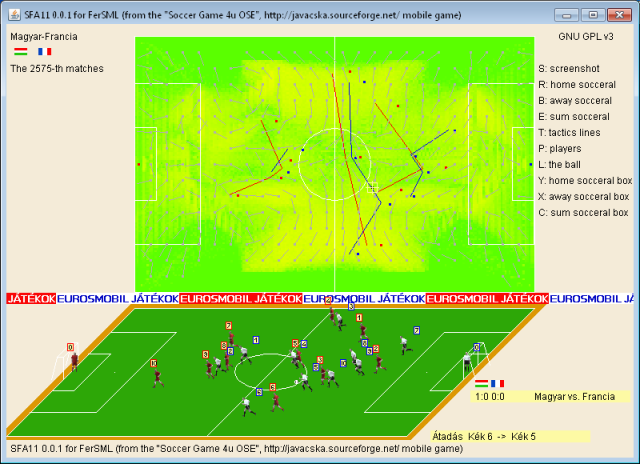 SFA11 0.0.1 for FerSML (from the "Soccer Game 4u OSE", http://javacska.sourceforge.net/ mobile game)
Magyar-Francia
GNU GPL v3
The 2575-th matches
S: screenshot
R: home socceral
B: away socceral
E: sum socceral
T: tactics lines
P: players
L: the ball
Y: home socceral box
X: away socceral box
C: sum socceral box
JÁTÉKOK EUROSMOBIL JÁTÉKOK EUROSMOBIL JÁTÉKOK EUROSMOBIL JÁTÉKOK EUROSMOBIL JÁTÉKOK EUROSMOBIL
1:0 0:0 Magyar vs. Francia
Átadás Kék 6 -> Kék 5
SFA11 0.0.1 for FerSML (from the "Soccer Game 4u OSE", http://javacska.sourceforge.net/ mobile game)